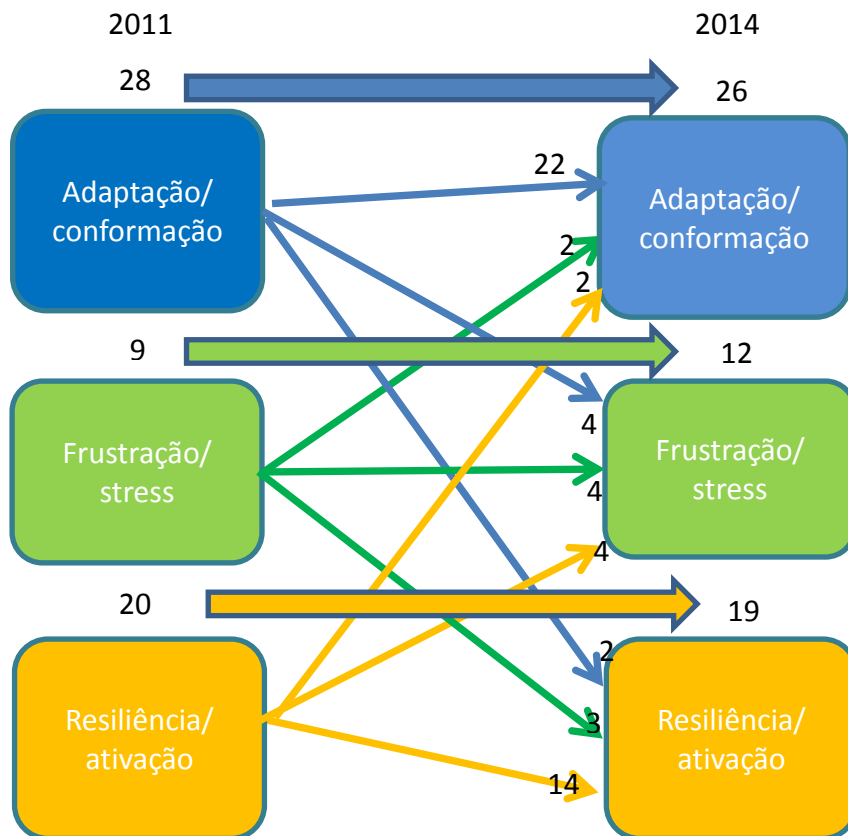 2011
2014
28
26
Adaptação/
conformação
22
Adaptação/
conformação
2
2
9
12
Frustração/
stress
4
Frustração/
stress
4
4
20
19
Resiliência/
ativação
2
Resiliência/
ativação
3
14